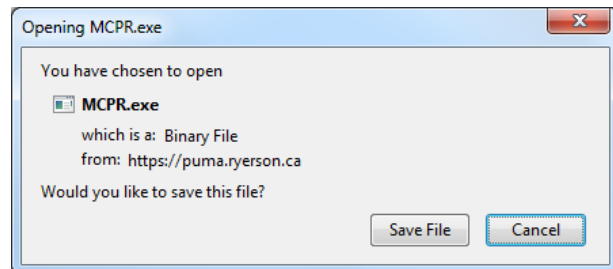 Opening MCPR.exe
You have chosen to open
MCPR.exe
which is a: Binary File
from: https://puma.ryerson.ca
Would you like to save this file?
Save File Cancel